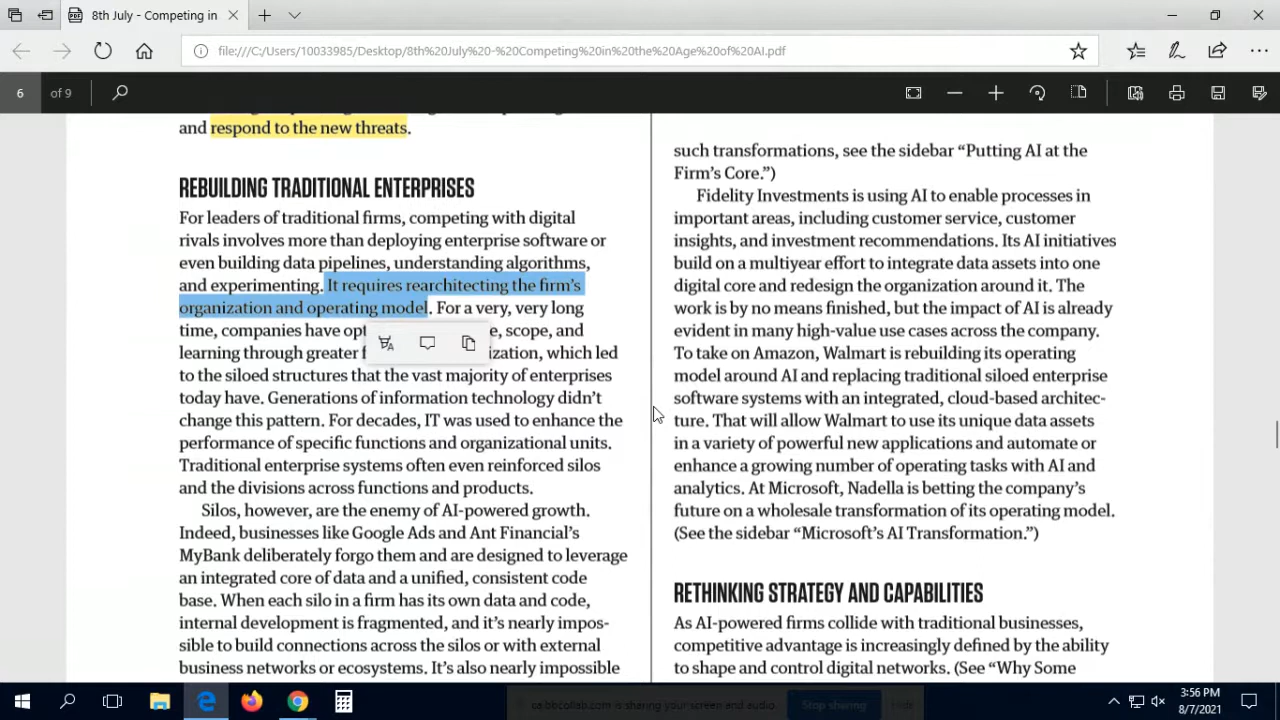 8th July - Competing in
file:///C:/Users/10033985/Desktop/8th%20July%20-%20Competing%20in%20the%20Age%20of%20AI.pdf
6 of 9
and respond to the new threats.
REBUILDING TRADITIONAL ENTERPRISES
For leaders of traditional firms, competing with digital
rivals involves more than deploying enterprise software or
even building data pipelines, understanding algorithms,
and experimenting. It requires rearchitecting the firm's
organization and operating model. For a very, very long
time, companies have scope, and
learning through greater which led
to the siloed structures that the vast majority of enterprises
today have. Generations of information technology didn't
change this pattern. For decades, IT was used to enhance the
performance of specific functions and organizational units.
Traditional enterprise systems often even reinforced silos
and the divisions across functions and products.
Silos, however, are the enemy of AI-powered growth.
Indeed, businesses like Google Ads and Ant Financial's
MyBank deliberately forgo them and are designed to leverage
an integrated core of data and a unified, consistent code
base. When each silo in a firm has its own data and code,
internal development is fragmented, and it's nearly impos-
sible to build connections across the silos or with external
business networks or ecosystems. It's also nearly impossible
such transformations, see the sidebar “Putting AI at the
Firm's Core.”)
Fidelity Investments is using AI to enable processes in
important areas, including customer service, customer
insights, and investment recommendations. Its AI initiatives
build on a multiyear effort to integrate data assets into one
digital core and redesign the organization around it. The
work is by no means finished, but the impact of AI is already
evident in many high-value use cases across the company.
To take on Amazon, Walmart is rebuilding its operating
model around AI and replacing traditional siloed enterprise
software systems with an integrated, cloud-based architec-
ture. That will allow Walmart to use its unique data assets
in a variety of powerful new applications and automate or
enhance a growing number of operating tasks with AI and
analytics. At Microsoft, Nadella is betting the company's
future on a wholesale transformation of its operating model.
(See the sidebar “Microsoft's AI Transformation.”)
RETHINKING STRATEGY AND CAPABILITIES
As AI-powered firms collide with traditional businesses,
competitive advantage is increasingly defined by the ability
to shape and control digital networks. (See “Why Some
ca.bbcollab.com is sharing your screen and audio.
Stop sharing
Hide
3:56 PM
8/7/2021